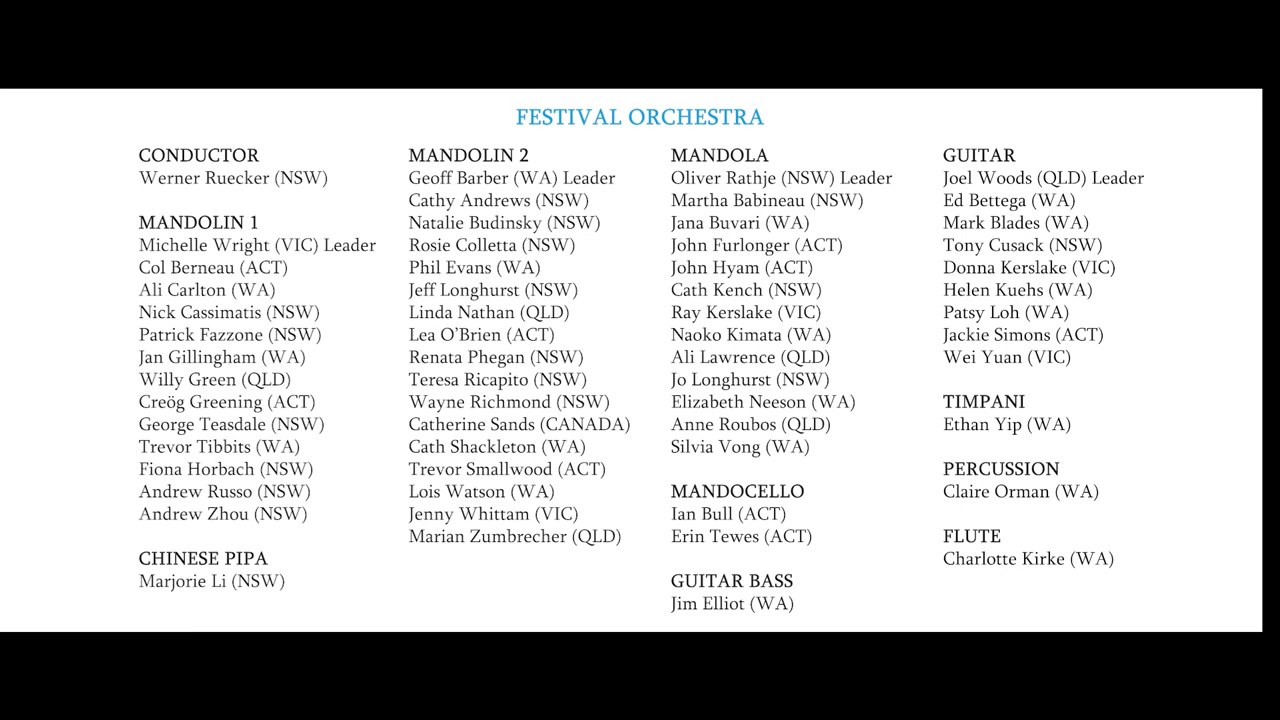 FESTIVAL ORCHESTRA
CONDUCTOR
Werner Ruecker (NSW)
MANDOLIN 1
Michelle Wright (VIC) Leader
Col Berneau (ACT)
Ali Carlton (WA)
Nick Cassimatis (NSW)
Patrick Fazzone (NSW)
Jan Gillingham (WA)
Willy Green (QLD)
Creög Greening (ACT)
George Teasdale (NSW)
Trevor Tibbits (WA)
Fiona Horbach (NSW)
Andrew Russo (NSW)
Andrew Zhou (NSW)
CHINESE PIPA
Marjorie Li (NSW)
MANDOLIN 2
Geoff Barber (WA) Leader
Cathy Andrews (NSW)
Natalie Budinsky (NSW)
Rosie Colletta (NSW)
Phil Evans (WA)
Jeff Longhurst (NSW)
Linda Nathan (QLD)
Lea O’Brien (ACT)
Renata Phegan (NSW)
Teresa Ricapito (NSW)
Wayne Richmond (NSW)
Catherine Sands (CANADA)
Cath Shackleton (WA)
Trevor Smallwood (ACT)
Lois Watson (WA)
Jenny Whittam (VIC)
Marian Zumbrecher (QLD)
MANDOLA
Oliver Rathje (NSW) Leader
Martha Babineau (NSW)
Jana Buvari (WA)
John Furlonger (ACT)
John Hyam (ACT)
Cath Kench (NSW)
Ray Kerslake (VIC)
Naoko Kimata (WA)
Ali Lawrence (QLD)
Jo Longhurst (NSW)
Elizabeth Neeson (WA)
Anne Roubos (QLD)
Silvia Vong (WA)
MANDOCELLO
Ian Bull (ACT)
Erin Tewes (ACT)
GUITAR BASS
Jim Elliot (WA)
GUITAR
Joel Woods (QLD) Leader
Ed Bettega (WA)
Mark Blades (WA)
Tony Cusack (NSW)
Donna Kerslake (VIC)
Helen Kuehs (WA)
Patsy Loh (WA)
Jackie Simons (ACT)
Wei Yuan (VIC)
TIMPANI
Ethan Yip (WA)
PERCUSSION
Claire Orman (WA)
FLUTE
Charlotte Kirke (WA)